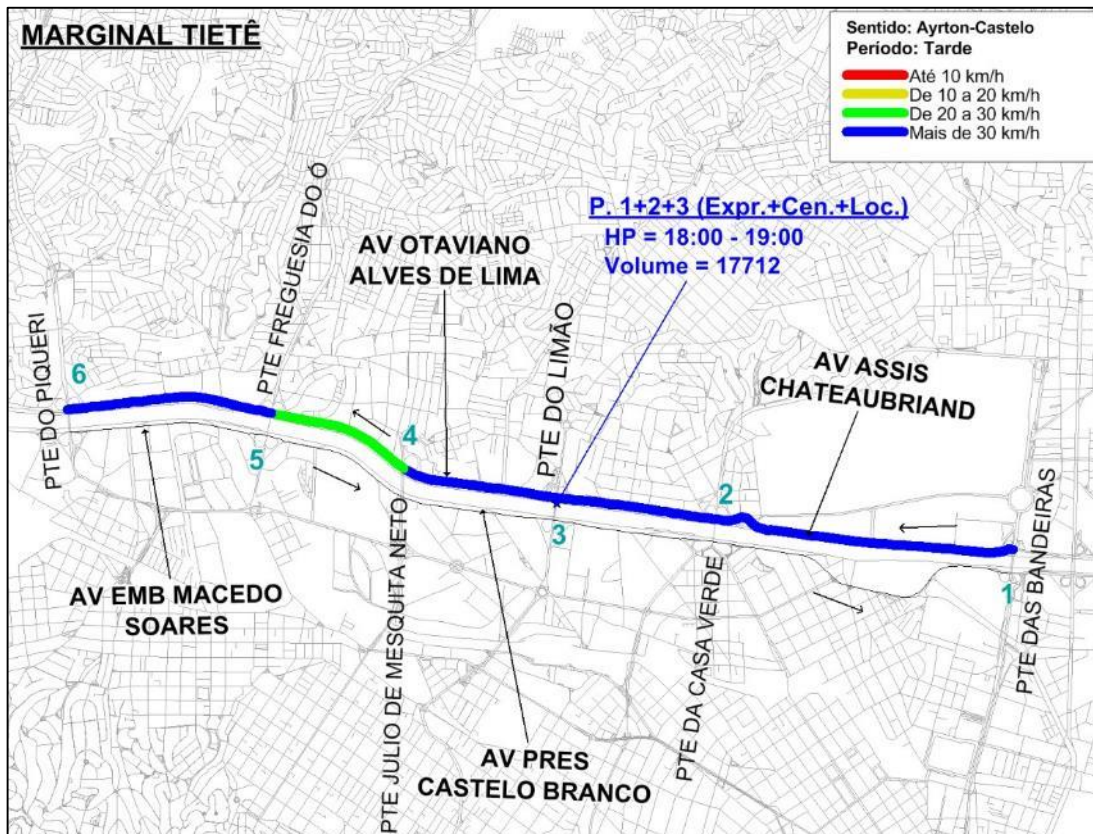 MARGINAL TIETÊ
Sentido: Ayrton-Castelo
Período: Tarde
Até 10 km/h
De 10 a 20 km/h
De 20 a 30 km/h
Mais de 30 km/h
P. 1+2+3 (Expr.+Cen.+Loc.)
HP = 18:00 - 19:00
Volume = 17712
AV OTAVIANO
ALVES DE LIMA
PTE FREGUESIA DO Ó
PTE DO LIMÃO
AV ASSIS
CHATEAUBRIAND
PTE DO PIQUERI
6
5
4
3
2
1
PTE DAS BANDEIRAS
AV EMB MACEDO
SOARES
PTE JULIO DE MESQUITA NETO
PTE DA CASA VERDE
AV PRES
CASTELO BRANCO